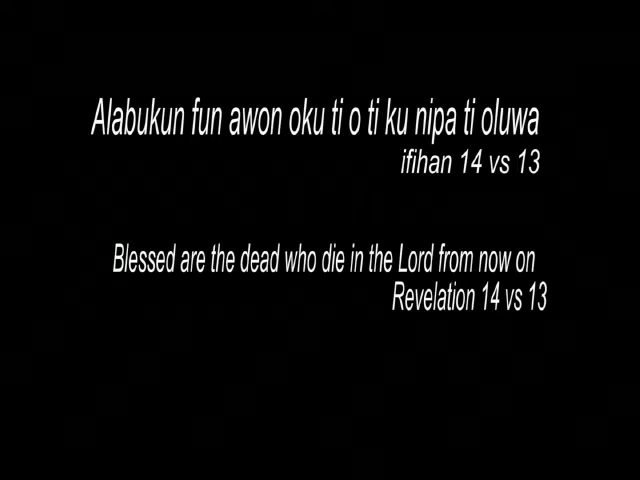 Alabukun fun awon oku ti o ti ku nipa ti oluwa
ifihan 14 vs 13
Blessed are the dead who die in the Lord from now on
Revelation 14 vs 13